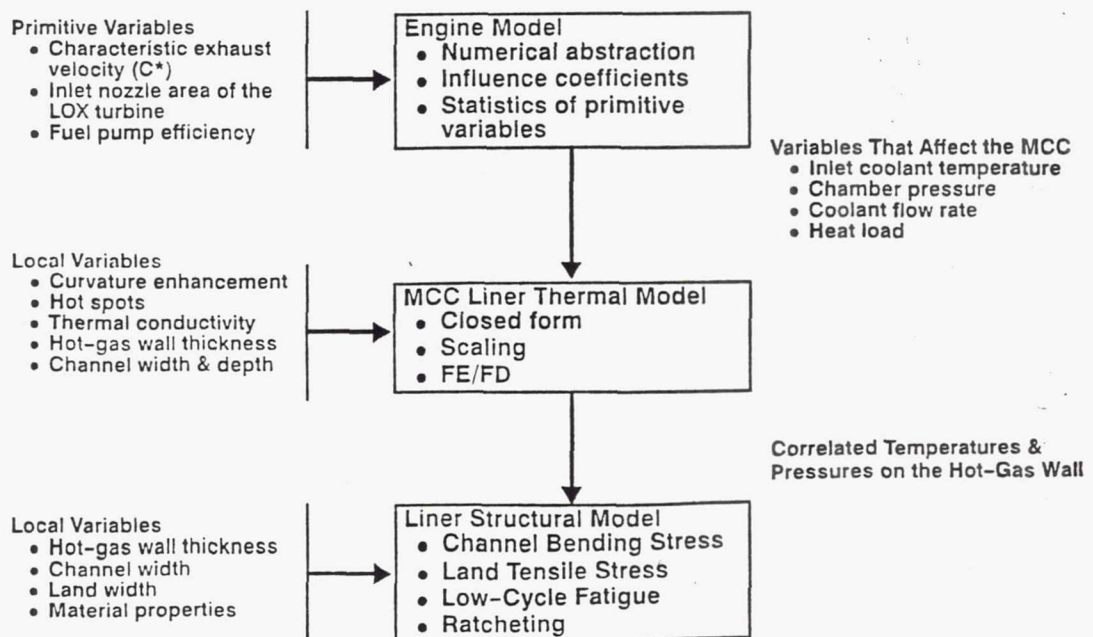 Primitive Variables
• Characteristic exhaust
velocity (C*)
• Inlet nozzle area of the
LOX turbine
• Fuel pump efficiency
Engine Model
• Numerical abstraction
• Influence coefficients
• Statistics of primitive
variables
Variables That Affect the MCC
• Inlet coolant temperature
• Chamber pressure
• Coolant flow rate
• Heat load
Local Variables
• Curvature enhancement
• Hot spots
• Thermal conductivity
• Hot-gas wall thickness
• Channel width & depth
MCC Liner Thermal Model
• Closed form
• Scaling
• FE/FD
Correlated Temperatures &
Pressures on the Hot-Gas Wall
Local Variables
• Hot-gas wall thickness
• Channel width
• Land width
• Material properties
Liner Structural Model
• Channel Bending Stress
• Land Tensile Stress
• Low-Cycle Fatigue
• Ratcheting